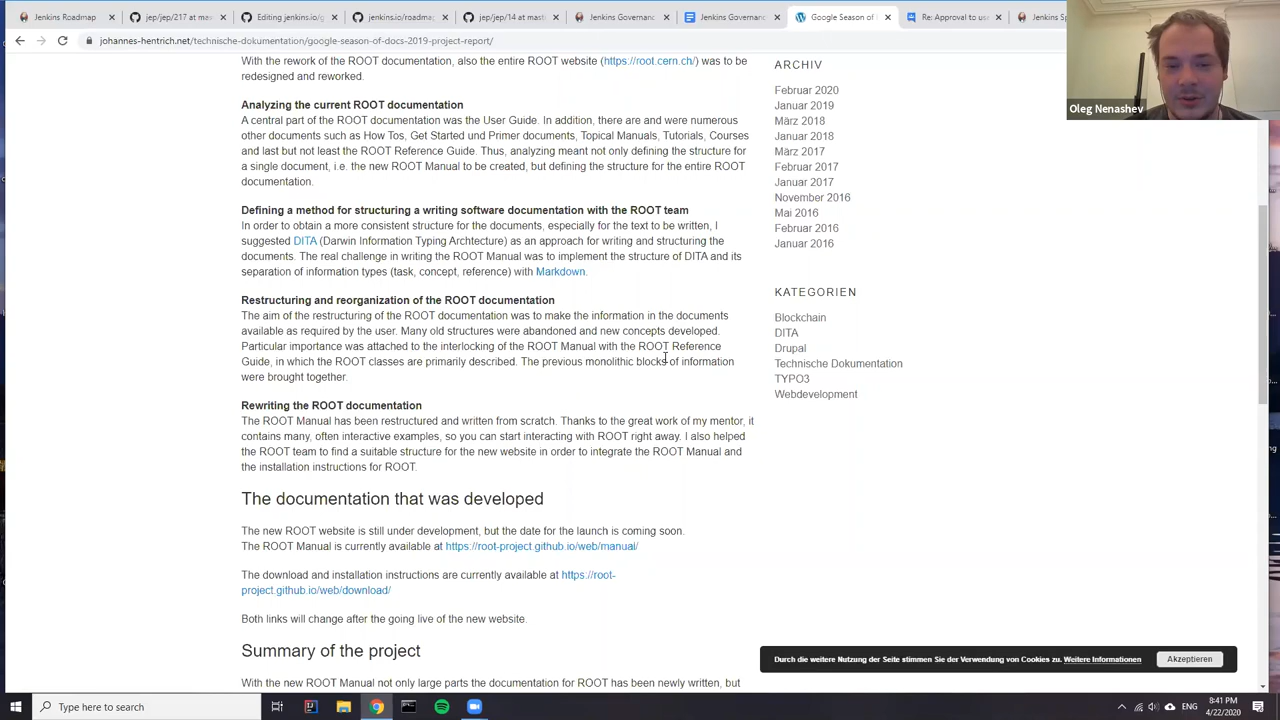 Jenkins Roadmap
jep/jep/217 at mas
Editing jenkins.io/g
jenkins.io/roadmap
jep/jep/14 at maste
Jenkins Governanc
Jenkins Governanc
Google Season of
Re: Approval to us
Jenkins Sp
johannes-hentrich.net/technische-dokumentation/google-season-of-docs-2019-project-report/
Oleg Nenashev
With the rework of the ROOT documentation, also the entire ROOT website (https://root.cern.ch/) was to be
redesigned and reworked.
Analyzing the current ROOT documentation
A central part of the ROOT documentation was the User Guide. In addition, there are and were numerous
other documents such as How Tos, Get Started und Primer documents, Topical Manuals, Tutorials, Courses
and last but not least the ROOT Reference Guide. Thus, analyzing meant not only defining the structure for
a single document, i.e. the new ROOT Manual to be created, but defining the structure for the entire ROOT
documentation.
Defining a method for structuring a writing software documentation with the ROOT team
In order to obtain a more consistent structure for the documents, especially for the text to be written, I
suggested DITA (Darwin Information Typing Archtecture) as an approach for writing and structuring the
documents. The real challenge in writing the ROOT Manual was to implement the structure of DITA and its
separation of information types (task, concept, reference) with Markdown.
Restructuring and reorganization of the ROOT documentation
The aim of the restructuring of the ROOT documentation was to make the information in the documents
available as required by the user. Many old structures were abandoned and new concepts developed.
Particular importance was attached to the interlocking of the ROOT Manual with the ROOT Reference
Guide, in which the ROOT classes are primarily described. The previous monolithic blocks of information
were brought together.
Rewriting the ROOT documentation
The ROOT Manual has been restructured and written from scratch. Thanks to the great work of my mentor, it
contains many, often interactive examples, so you can start interacting with ROOT right away. I also helped
the ROOT team to find a suitable structure for the new website in order to integrate the ROOT Manual and
the installation instructions for ROOT.
The documentation that was developed
The new ROOT website is still under development, but the date for the launch is coming soon.
The ROOT Manual is currently available at https://root-project.github.io/web/manual/
The download and installation instructions are currently available at https://root-
project.github.io/web/download/
Both links will change after the going live of the new website.
Summary of the project
With the new ROOT Manual not only large parts the documentation for ROOT has been newly written, but
ARCHIV
Februar 2020
Januar 2019
März 2018
Januar 2018
März 2017
Februar 2017
Januar 2017
November 2016
Mai 2016
Februar 2016
Januar 2016
KATEGORIEN
Blockchain
DITA
Drupal
Technische Dokumentation
TYPO3
Webdevelopment
Durch die weitere Nutzung der Seite stimmen Sie der Verwendung von Cookies zu. Weitere Informationen
Akzeptieren
Type here to search
ENG
8:41 PM
4/22/2020